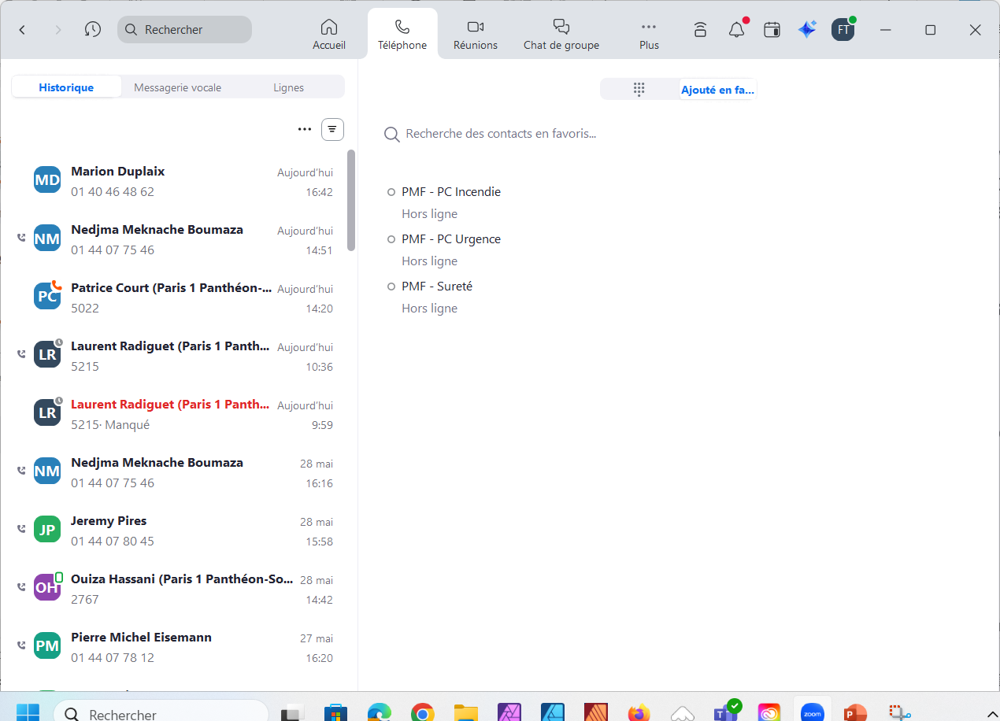 Rechercher
Accueil
Téléphone
Réunions
Chat de groupe
Plus
FT
Historique
Messagerie vocale
Lignes
Ajouté en fa...
Recherche des contacts en favoris...
MD
Marion Duplaix
Aujourd'hui
01 40 46 48 62
16:42
NM
Nedjma Meknache Boumaza
Aujourd'hui
01 44 07 75 46
14:51
PC
Patrice Court (Paris 1 Panthéon-...
Aujourd'hui
5022
14:20
LR
Laurent Radiguet (Paris 1 Panth...
Aujourd'hui
5215
10:36
LR
Laurent Radiguet (Paris 1 Panth...
Aujourd'hui
5215· Manqué
9:59
NM
Nedjma Meknache Boumaza
28 mai
01 44 07 75 46
16:16
JP
Jeremy Pires
28 mai
01 44 07 80 45
15:58
OH
Ouiza Hassani (Paris 1 Panthéon-So...
28 mai
2767
14:42
PM
Pierre Michel Eisemann
27 mai
01 44 07 78 12
16:20
PMF - PC Incendie
Hors ligne
PMF - PC Urgence
Hors ligne
PMF - Sureté
Hors ligne
Rechercher
T
zoom
P